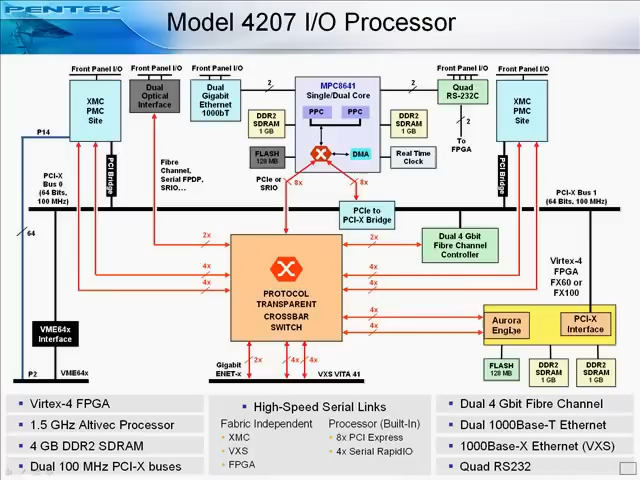 PENTEK
Model 4207 I/O Processor
Front Panel I/O
Front Panel I/O
Front Panel I/O
Front Panel I/O
Front Panel I/O
XMC
PMC
Site
Dual
Optical
Interface
Dual
Gigabit
Ethernet
1000bT
2
MPC8641
Single/Dual Core
PPC
PPC
2
Quad
RS-232C
XMC
PMC
Site
DDR2
SDRAM
1 GB
DDR2
SDRAM
1 GB
2
To
FPGA
P14
FLASH
128 MB
DMA
Real Time
Clock
PCI Bridge
Fibre
Channel,
Serial FPDP,
SRIO...
PCIe or
SRIO
8x
8x
PCI Bridge
PCI-X
Bus 0
(64 Bits,
100 MHz)
PCI-X Bus 1
(64 Bits, 100 MHz)
PCIe to
PCI-X Bridge
64
2x
2x
Dual 4 Gbit
Fibre Channel
Controller
4x
4x
4x
4x
PROTOCOL
TRANSPARENT
CROSSBAR
SWITCH
Virtex-4
FPGA
FX60 or
FX100
4x
4x
Aurora
Engine
PCI-X
Interface
VME64x
Interface
Gigabit
ENET-x
2x
4x
4x
FLASH
128 MB
DDR2
SDRAM
1 GB
DDR2
SDRAM
1 GB
P2
VME64x
VXS VITA 41
Virtex-4 FPGA
1.5 GHz Altivec Processor
4 GB DDR2 SDRAM
Dual 100 MHz PCI-X buses
High-Speed Serial Links
Fabric Independent
XMC
VXS
FPGA
Processor (Built-In)
8x PCI Express
4x Serial RapidIO
Dual 4 Gbit Fibre Channel
Dual 1000Base-T Ethernet
1000Base-X Ethernet (VXS)
Quad RS232